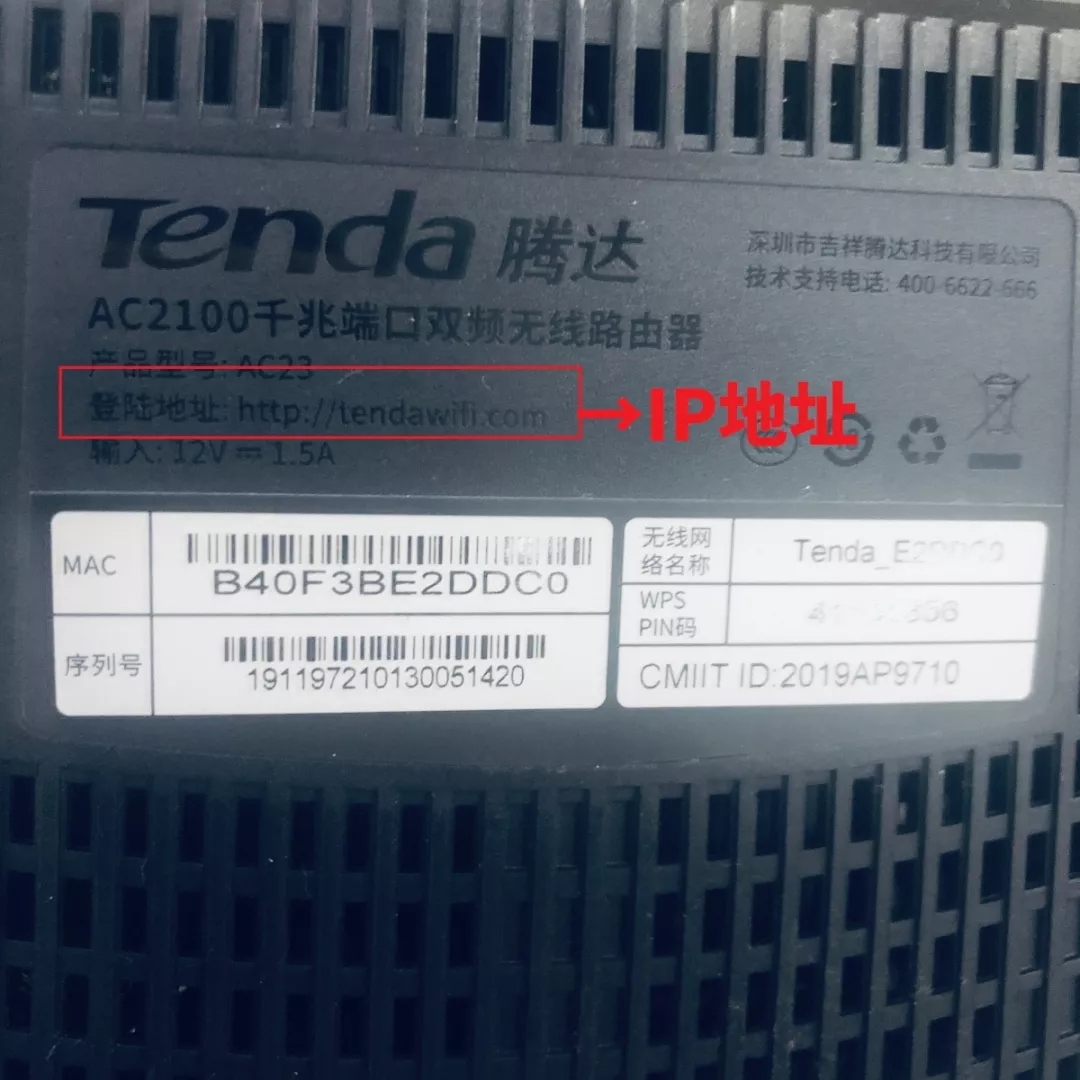 Tenda 腾达
深圳市吉祥腾达科技有限公司
技术支持电话: 400-6622-666
AC2100千兆端口双频无线路由器
产品型号: AC23
登陆地址: http://tendawifi.com
→IP地址
输入: 12V ⎓ 1.5A
MAC
B40F3BE2DDC0
序列号
191197210130051420
无线网
络名称
Tenda_E2DDC0
WPS
PIN码
CMIIT ID:2019AP9710